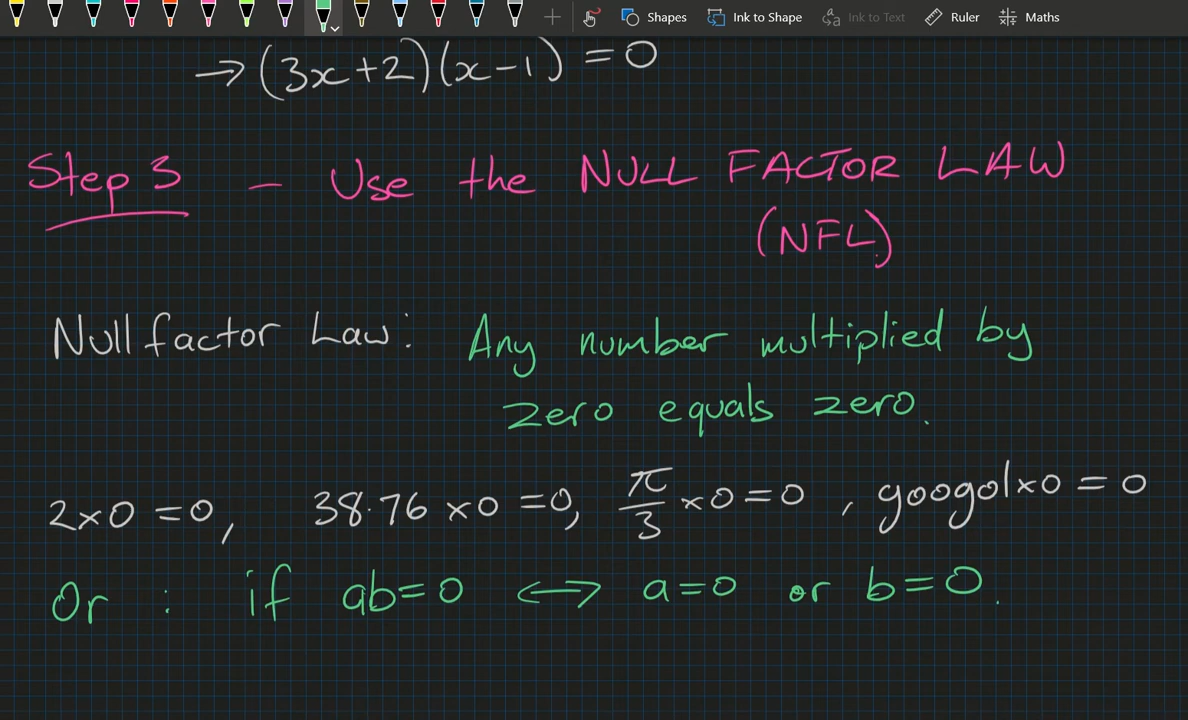 Shapes Ink to Shape Ink to Text Ruler Maths
→ (3x+2)(x-1) = 0
Step 3 - Use the NULL FACTOR LAW
(NFL)
Null factor Law: Any number multiplied by
zero equals zero.
2×0=0, 38.76 ×0 =0, π/3 ×0=0, googol×0 = 0
Or : if ab=0 ↔ a=0 or b=0.